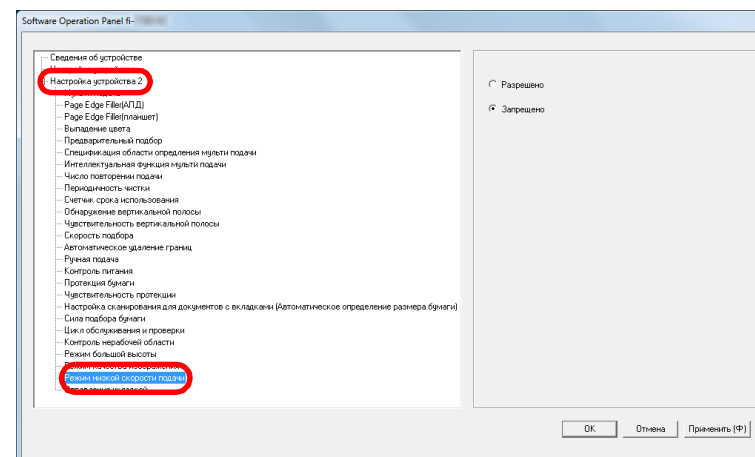 Software Operation Panel fi-
Сведения об устройстве
Настройка устройства 2
Page Edge Filler(АПД)
Page Edge Filler(планшет)
Выпадение цвета
Предварительный подбор
Спецификация области опредления мульти подачи
Интеллектуальная функция мульти подачи
Число повторении подачи
Периодичность чистки
Счетчик срока использования
Обнаружение вертикальной полосы
Чувствительность вертикальной полосы
Скорость подбора
Автоматическое удаление границ
Ручная подача
Контроль питания
Протекция бумаги
Чувствительность протекции
Настройка сканирования для документов с вкладками (Автоматическое определение размера бумаги)
Сила подбора бумаги
Цикл обслуживания и проверки
Контроль нерабочей области
Режим большой высоты
Режим качества изображения
Режим низкой скорости подачи
Разрешено
Запрещено
OK Отмена Применить (Ф)